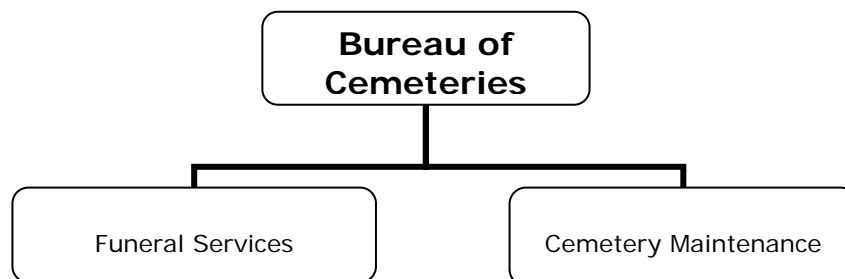 Bureau of
Cemeteries
Funeral Services
Cemetery Maintenance